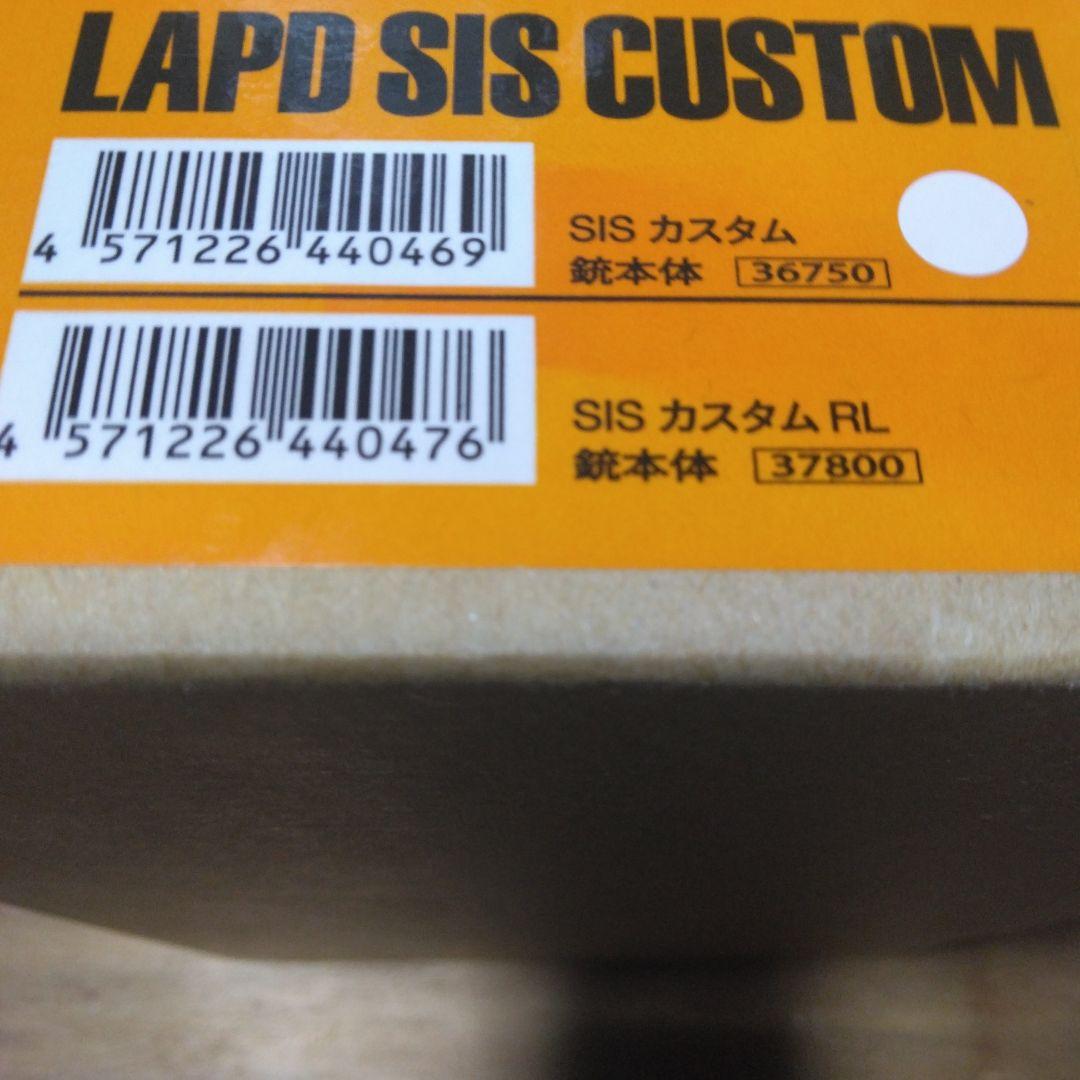 LAPD SIS CUSTOM
4 571226 440469
SIS カスタム
銃本体 36750
4 571226 440476
SIS カスタム RL
銃本体 37800